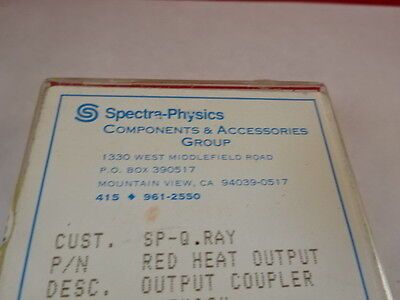 Spectra-Physics
COMPONENTS & ACCESSORIES
GROUP
1330 WEST MIDDLEFIELD ROAD
P.O. BOX 390517
MOUNTAIN VIEW, CA 94039-0517
415 ♦ 961-2550
CUST. SP-Q.RAY
P/N RED HEAT OUTPUT
DESC. OUTPUT COUPLER